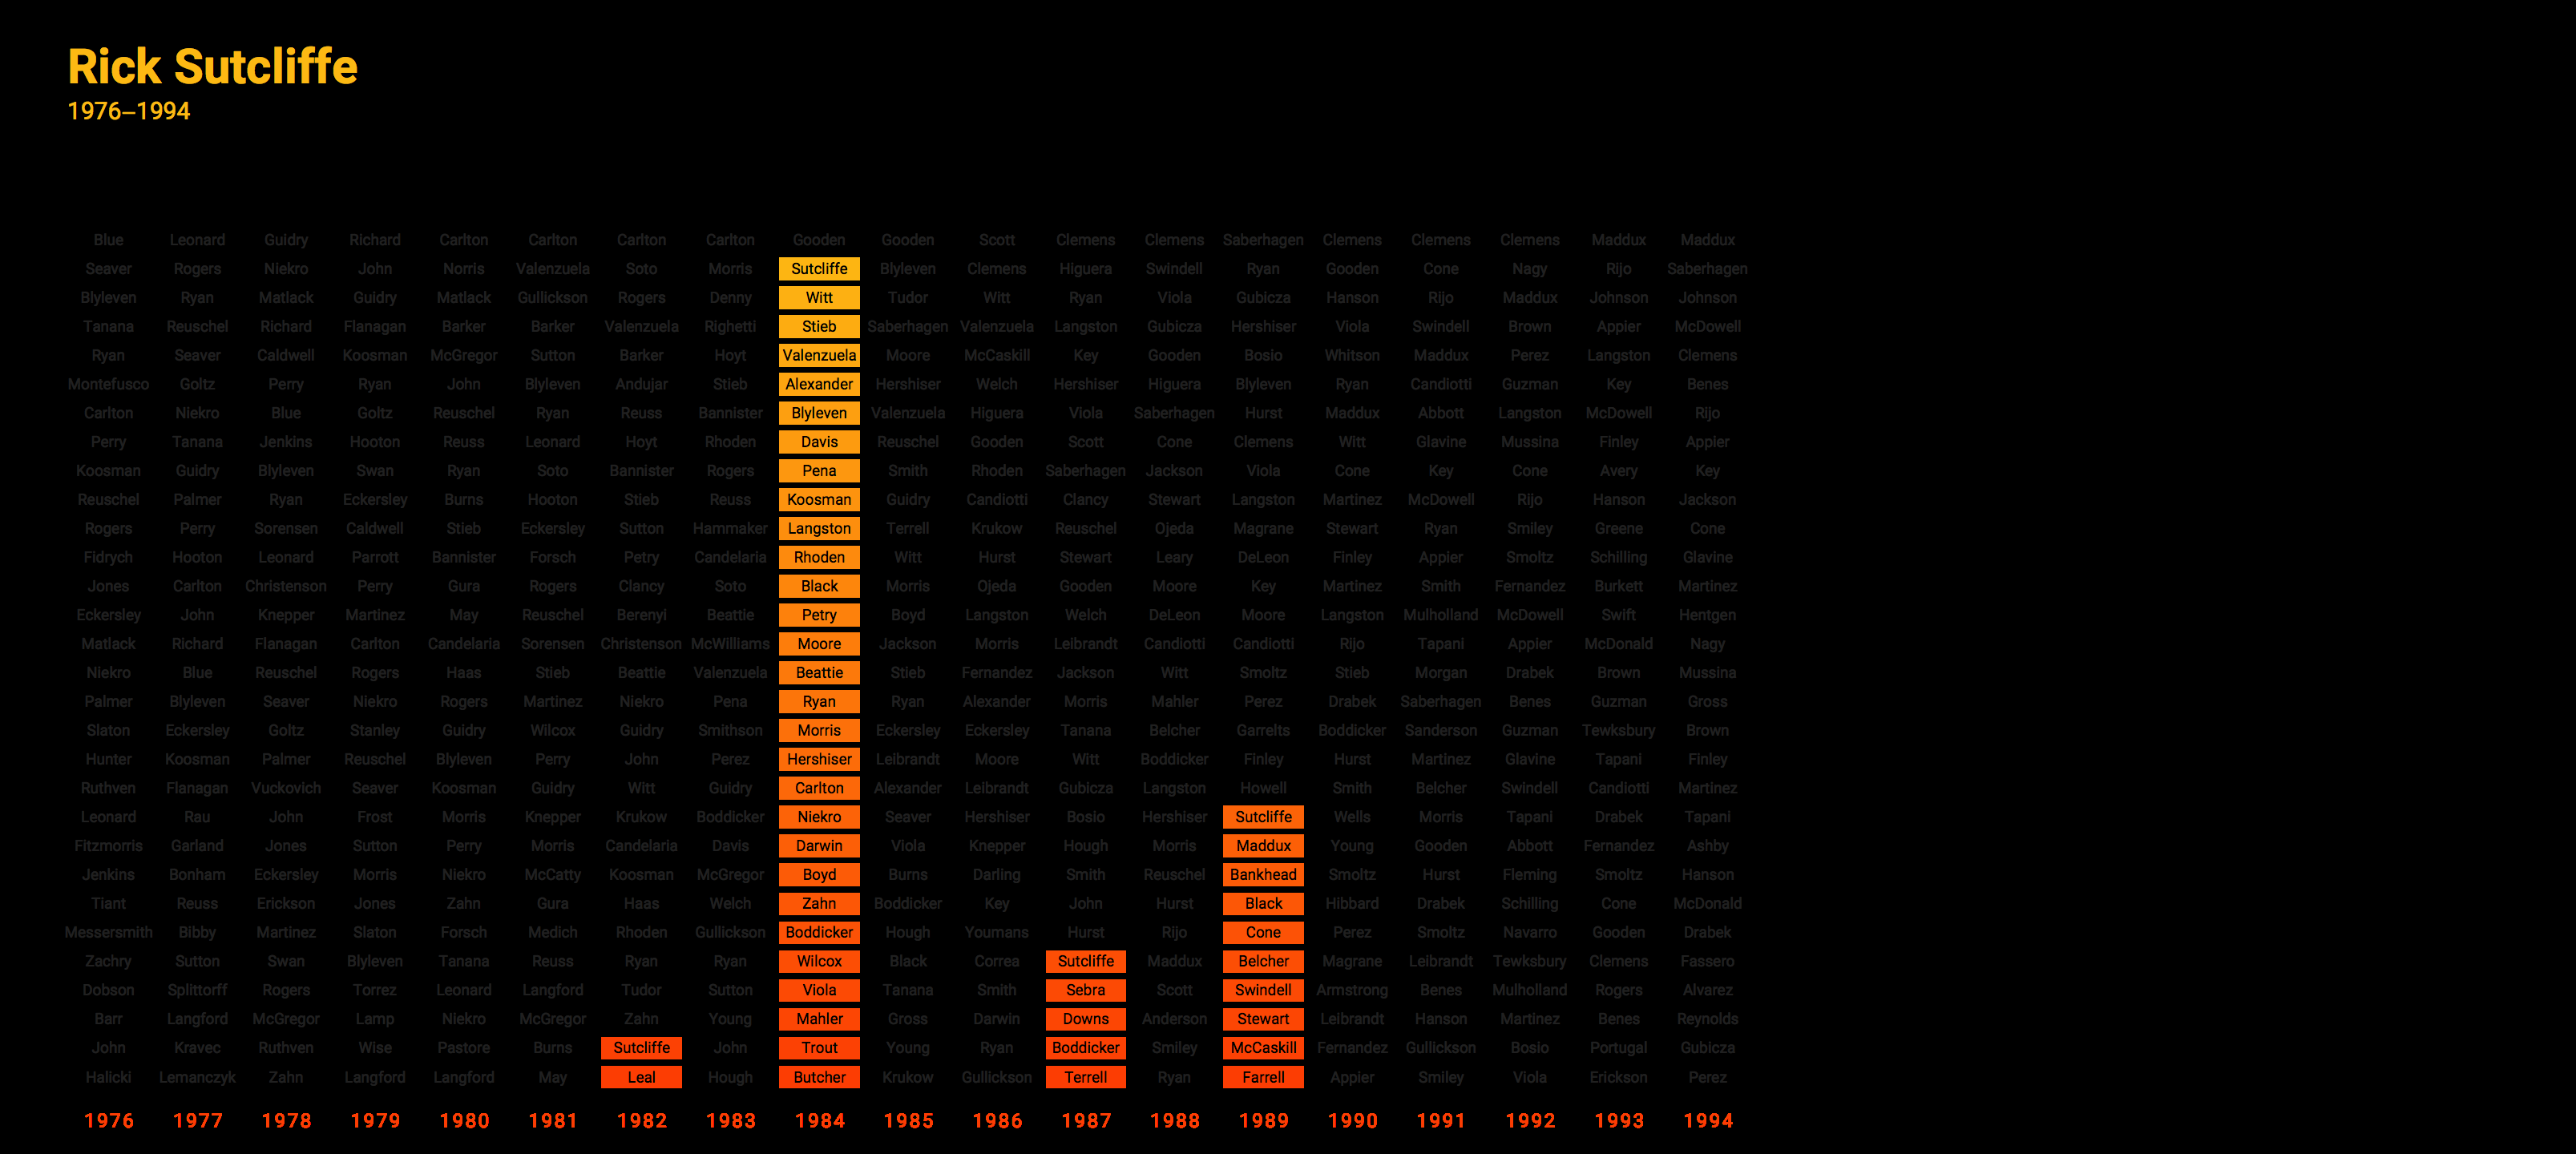 Rick Sutcliffe
1976–1994
Blue Leonard Guidry Richard Carlton Carlton Carlton Carlton Gooden Gooden Scott Clemens Clemens Saberhagen Clemens Clemens Clemens Maddux Maddux
Seaver Rogers Niekro John Norris Valenzuela Soto Morris Sutcliffe Blyleven Clemens Higuera Swindell Ryan Gooden Cone Nagy Rijo Saberhagen
Blyleven Ryan Matlack Guidry Matlack Gullickson Rogers Denny Witt Tudor Witt Ryan Viola Gubicza Hanson Rijo Maddux Johnson Johnson
Tanana Reuschel Richard Flanagan Barker Barker Valenzuela Righetti Stieb Saberhagen Valenzuela Langston Gubicza Hershiser Viola Swindell Brown Appier McDowell
Ryan Seaver Caldwell Koosman McGregor Sutton Barker Hoyt Valenzuela Moore McCaskill Key Gooden Bosio Whitson Maddux Perez Langston Clemens
Montefusco Goltz Perry Ryan John Blyleven Andujar Stieb Alexander Hershiser Welch Hershiser Higuera Blyleven Ryan Candiotti Guzman Key Benes
Carlton Niekro Blue Goltz Reuschel Ryan Reuss Bannister Blyleven Valenzuela Higuera Viola Saberhagen Hurst Maddux Abbott Langston McDowell Rijo
Perry Tanana Jenkins Hooton Reuss Leonard Hoyt Rhoden Davis Reuschel Gooden Scott Cone Clemens Witt Glavine Mussina Finley Appier
Koosman Guidry Blyleven Swan Ryan Soto Bannister Rogers Pena Smith Rhoden Saberhagen Jackson Viola Cone Key Cone Avery Key
Reuschel Palmer Ryan Eckersley Burns Hooton Stieb Reuss Koosman Guidry Candiotti Clancy Stewart Langston Martinez McDowell Rijo Hanson Jackson
Rogers Perry Sorensen Caldwell Stieb Eckersley Sutton Hammaker Langston Terrell Krukow Reuschel Ojeda Magrane Stewart Ryan Smiley Greene Cone
Fidrych Hooton Leonard Parrott Bannister Forsch Petry Candelaria Rhoden Witt Hurst Stewart Leary DeLeon Finley Appier Smoltz Schilling Glavine
Jones Carlton Christenson Perry Gura Rogers Clancy Soto Black Morris Ojeda Gooden Moore Key Martinez Smith Fernandez Burkett Martinez
Eckersley John Knepper Martinez May Reuschel Berenyi Beattie Petry Boyd Langston Welch DeLeon Moore Langston Mulholland McDowell Swift Hentgen
Matlack Richard Flanagan Carlton Candelaria Sorensen Christenson McWilliams Moore Jackson Morris Leibrandt Candiotti Candiotti Rijo Tapani Appier McDonald Nagy
Niekro Blue Reuschel Rogers Haas Stieb Beattie Valenzuela Beattie Stieb Fernandez Jackson Witt Smoltz Stieb Morgan Drabek Brown Mussina
Palmer Blyleven Seaver Niekro Rogers Martinez Niekro Pena Ryan Ryan Alexander Morris Mahler Perez Drabek Saberhagen Benes Guzman Gross
Slaton Eckersley Goltz Stanley Guidry Wilcox Guidry Smithson Morris Eckersley Eckersley Tanana Belcher Garrelts Boddicker Sanderson Guzman Tewksbury Brown
Hunter Koosman Palmer Reuschel Blyleven Perry John Perez Hershiser Leibrandt Moore Witt Boddicker Finley Hurst Martinez Glavine Tapani Finley
Ruthven Flanagan Vuckovich Seaver Koosman Guidry Witt Guidry Carlton Alexander Leibrandt Gubicza Langston Howell Smith Belcher Swindell Candiotti Martinez
Leonard Rau John Frost Morris Knepper Krukow Boddicker Niekro Seaver Hershiser Bosio Hershiser Sutcliffe Wells Morris Tapani Drabek Tapani
Fitzmorris Garland Jones Sutton Perry Morris Candelaria Davis Darwin Viola Knepper Hough Morris Maddux Young Gooden Abbott Fernandez Ashby
Jenkins Bonham Eckersley Morris Niekro McCatty Koosman McGregor Boyd Burns Darling Smith Reuschel Bankhead Smoltz Hurst Fleming Smoltz Hanson
Tiant Reuss Erickson Jones Zahn Gura Haas Welch Zahn Boddicker Key John Hurst Black Hibbard Drabek Schilling Cone McDonald
Messersmith Bibby Martinez Slaton Forsch Medich Rhoden Gullickson Boddicker Hough Youmans Hurst Rijo Cone Perez Smoltz Navarro Gooden Drabek
Zachry Sutton Swan Blyleven Tanana Reuss Ryan Ryan Wilcox Black Correa Sutcliffe Maddux Belcher Magrane Leibrandt Tewksbury Clemens Fassero
Dobson Splittorff Rogers Torrez Leonard Langford Tudor Sutton Viola Tanana Smith Sebra Scott Swindell Armstrong Benes Mulholland Rogers Alvarez
Barr Langford McGregor Lamp Niekro McGregor Zahn Young Mahler Gross Darwin Downs Anderson Stewart Leibrandt Hanson Martinez Benes Reynolds
John Kravec Ruthven Wise Pastore Burns Sutcliffe John Trout Young Ryan Boddicker Smiley McCaskill Fernandez Gullickson Bosio Portugal Gubicza
Halicki Lemanczyk Zahn Langford Langford May Leal Hough Butcher Krukow Gullickson Terrell Ryan Farrell Appier Smiley Viola Erickson Perez
1976 1977 1978 1979 1980 1981 1982 1983 1984 1985 1986 1987 1988 1989 1990 1991 1992 1993 1994